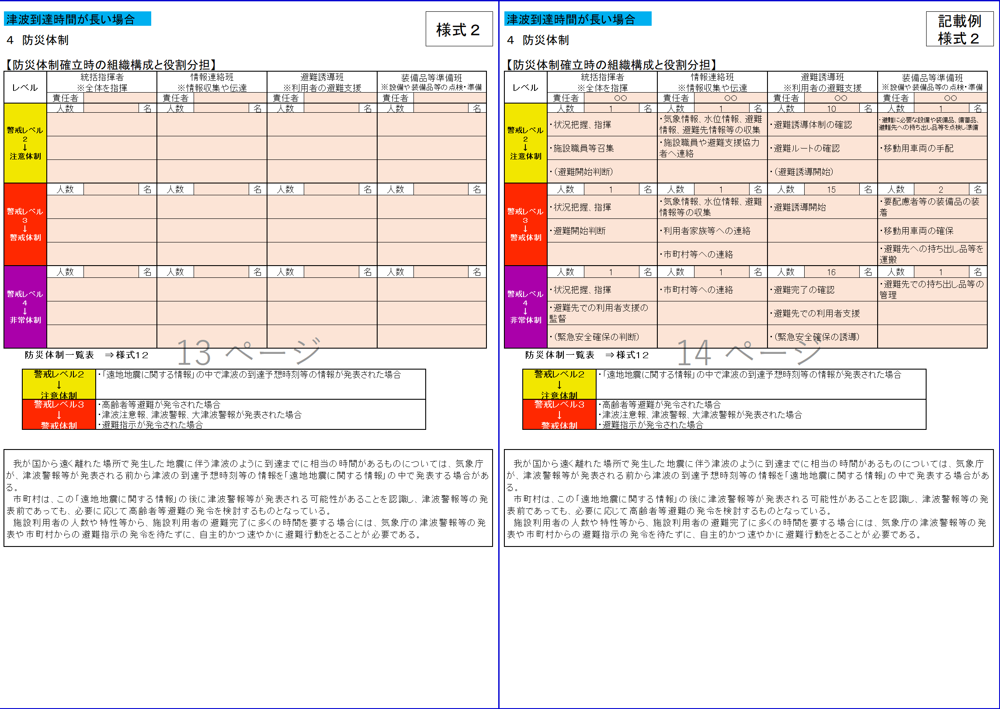 津波到達時間が長い場合
様式２
４　防災体制
【防災体制確立時の組織構成と役割分担】
レベル
統括指揮者
※全体を指揮
情報連絡班
※情報収集や伝達
避難誘導班
※利用者の避難支援
装備品等準備班
※設備や装備品等の点検・準備
責任者 責任者 責任者 責任者
警戒レベル
２
↓
注意体制
人数 名 人数 名 人数 名 人数 名
警戒レベル
３
↓
警戒体制
人数 名 人数 名 人数 名 人数 名
警戒レベル
４
↓
非常体制
人数 名 人数 名 人数 名 人数 名
13 ページ
防災体制一覧表　⇒様式12
警戒レベル２
↓
注意体制
・「遠地地震に関する情報」の中で津波の到達予想時刻等の情報が発表された場合
警戒レベル３
↓
警戒体制
・高齢者等避難が発令された場合
・津波注意報、津波警報、大津波警報が発表された場合
・避難指示が発令された場合
我が国から遠く離れた場所で発生した地震に伴う津波のように到達までに相当の時間があるものについては、気象庁
が、津波警報等が発表される前から津波の到達予想時刻等の情報を「遠地地震に関する情報」の中で発表する場合があ
る。
市町村は、この「遠地地震に関する情報」の後に津波警報等が発表される可能性があることを認識し、津波警報等の発
表前であっても、必要に応じて高齢者等避難の発令を検討するものとなっている。
施設利用者の人数や特性等から、施設利用者の避難完了に多くの時間を要する場合には、気象庁の津波警報等の発
表や市町村からの避難指示の発令を待たずに、自主的かつ速やかに避難行動をとることが必要である。
津波到達時間が長い場合
記載例
様式２
４　防災体制
【防災体制確立時の組織構成と役割分担】
レベル
統括指揮者
※全体を指揮
情報連絡班
※情報収集や伝達
避難誘導班
※利用者の避難支援
装備品等準備班
※設備や装備品等の点検・準備
責任者 ○○ 責任者 ○○ 責任者 ○○ 責任者 ○○
警戒レベル
２
↓
注意体制
人数 1 名 人数 1 名 人数 10 名 人数 1 名
・状況把握、指揮
・気象情報、水位情報、避難
情報、避難先情報等の収集
・避難誘導体制の確認
・避難に必要な設備や装備品、備蓄品、
避難先への持ち出し品等を点検し準備
・施設職員等召集
・施設職員や避難支援協力
者へ連絡
・避難ルートの確認
・移動用車両の手配
・（避難開始判断）
・（避難誘導開始）
警戒レベル
３
↓
警戒体制
人数 1 名 人数 1 名 人数 15 名 人数 2 名
・状況把握、指揮
・気象情報、水位情報、避難
情報等の収集
・避難誘導開始
・要配慮者等の装備品の装
着
・避難開始判断
・利用者家族等への連絡
・移動用車両の確保
・市町村等への連絡
・避難先への持ち出し品等を
運搬
警戒レベル
４
↓
非常体制
人数 1 名 人数 1 名 人数 16 名 人数 1 名
・状況把握、指揮
・市町村等への連絡
・避難完了の確認
・避難先での持ち出し品等の
管理
・避難先での利用者支援の
監督
・避難先での利用者支援
・（緊急安全確保の判断）
・（緊急安全確保の誘導）
14 ページ
防災体制一覧表　⇒様式12
警戒レベル２
↓
注意体制
・「遠地地震に関する情報」の中で津波の到達予想時刻等の情報が発表された場合
警戒レベル３
↓
警戒体制
・高齢者等避難が発令された場合
・津波注意報、津波警報、大津波警報が発表された場合
・避難指示が発令された場合
我が国から遠く離れた場所で発生した地震に伴う津波のように到達までに相当の時間があるものについては、気象庁
が、津波警報等が発表される前から津波の到達予想時刻等の情報を「遠地地震に関する情報」の中で発表する場合があ
る。
市町村は、この「遠地地震に関する情報」の後に津波警報等が発表される可能性があることを認識し、津波警報等の発
表前であっても、必要に応じて高齢者等避難の発令を検討するものとなっている。
施設利用者の人数や特性等から、施設利用者の避難完了に多くの時間を要する場合には、気象庁の津波警報等の発
表や市町村からの避難指示の発令を待たずに、自主的かつ速やかに避難行動をとることが必要である。